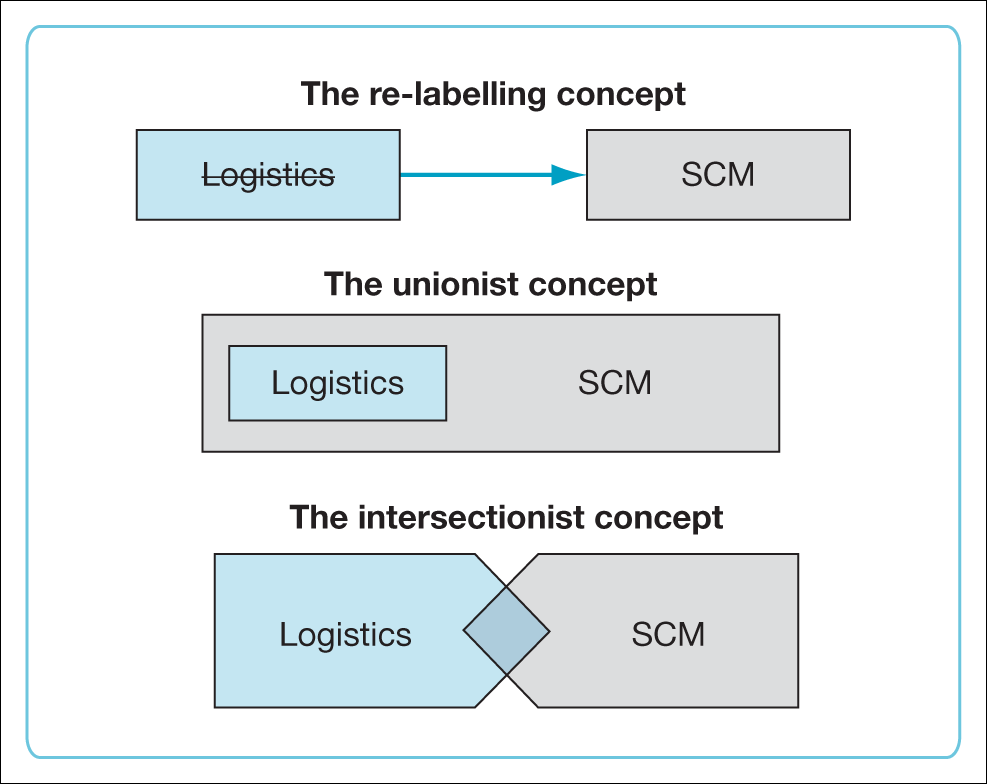 The re-labelling concept
Logistics
SCM
The unionist concept
Logistics
SCM
The intersectionist concept
Logistics
SCM